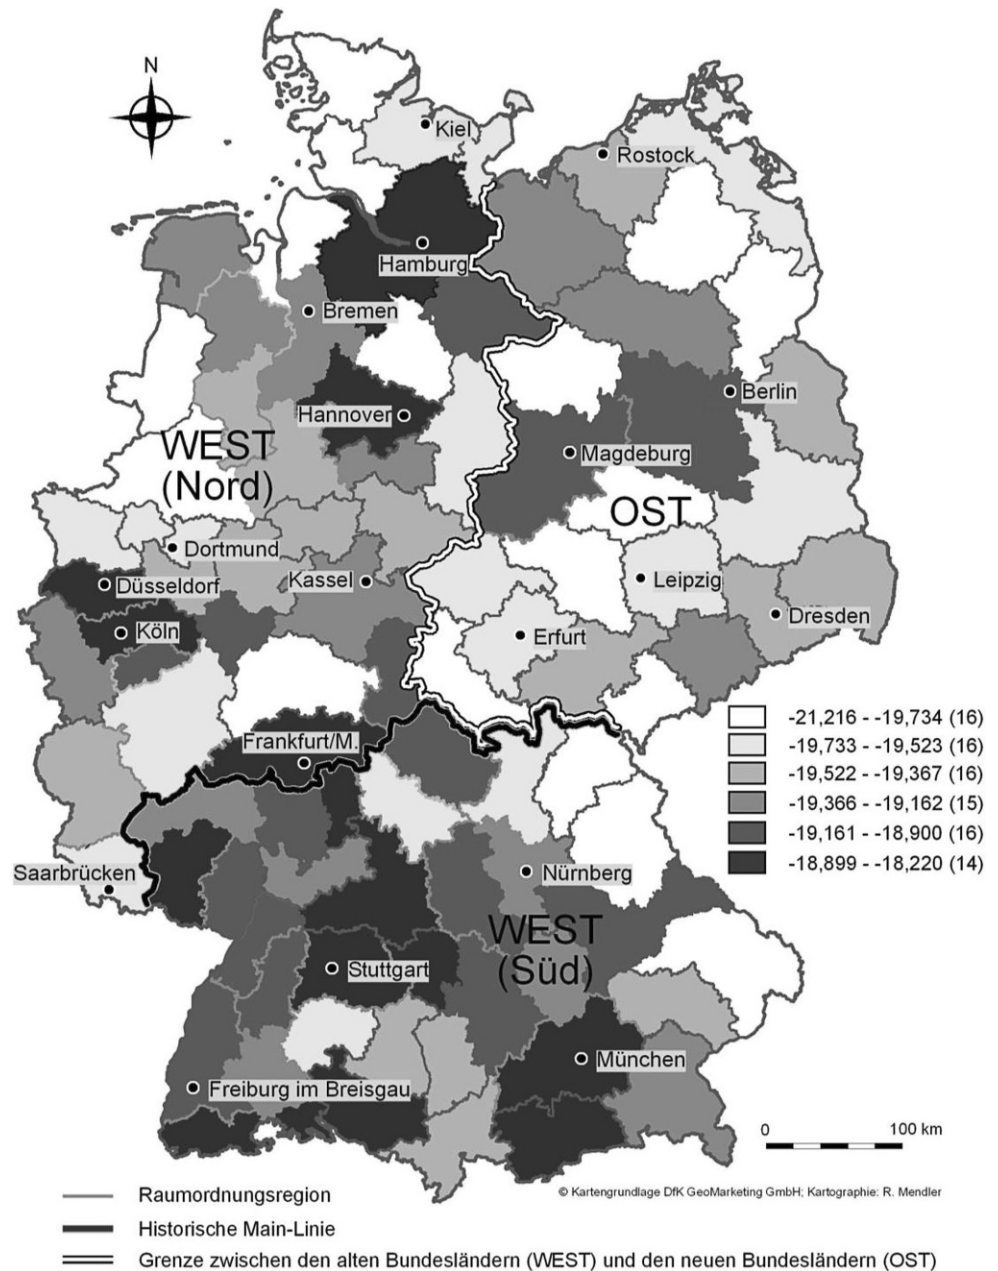 N
Kiel
Rostock
Hamburg
Bremen
Berlin
Hannover
WEST
(Nord)
Magdeburg
OST
Dortmund
Düsseldorf
Kassel
Leipzig
Köln
Dresden
Erfurt
Frankfurt/M.
-21,216 - -19,734 (16)
-19,733 - -19,523 (16)
-19,522 - -19,367 (16)
-19,366 - -19,162 (15)
-19,161 - -18,900 (16)
-18,899 - -18,220 (14)
Saarbrücken
Nürnberg
WEST
(Süd)
Stuttgart
München
Freiburg im Breisgau
0 100 km
Raumordnungsregion
© Kartengrundlage DfK GeoMarketing GmbH; Kartographie: R. Mendler
Historische Main-Linie
Grenze zwischen den alten Bundesländern (WEST) und den neuen Bundesländern (OST)